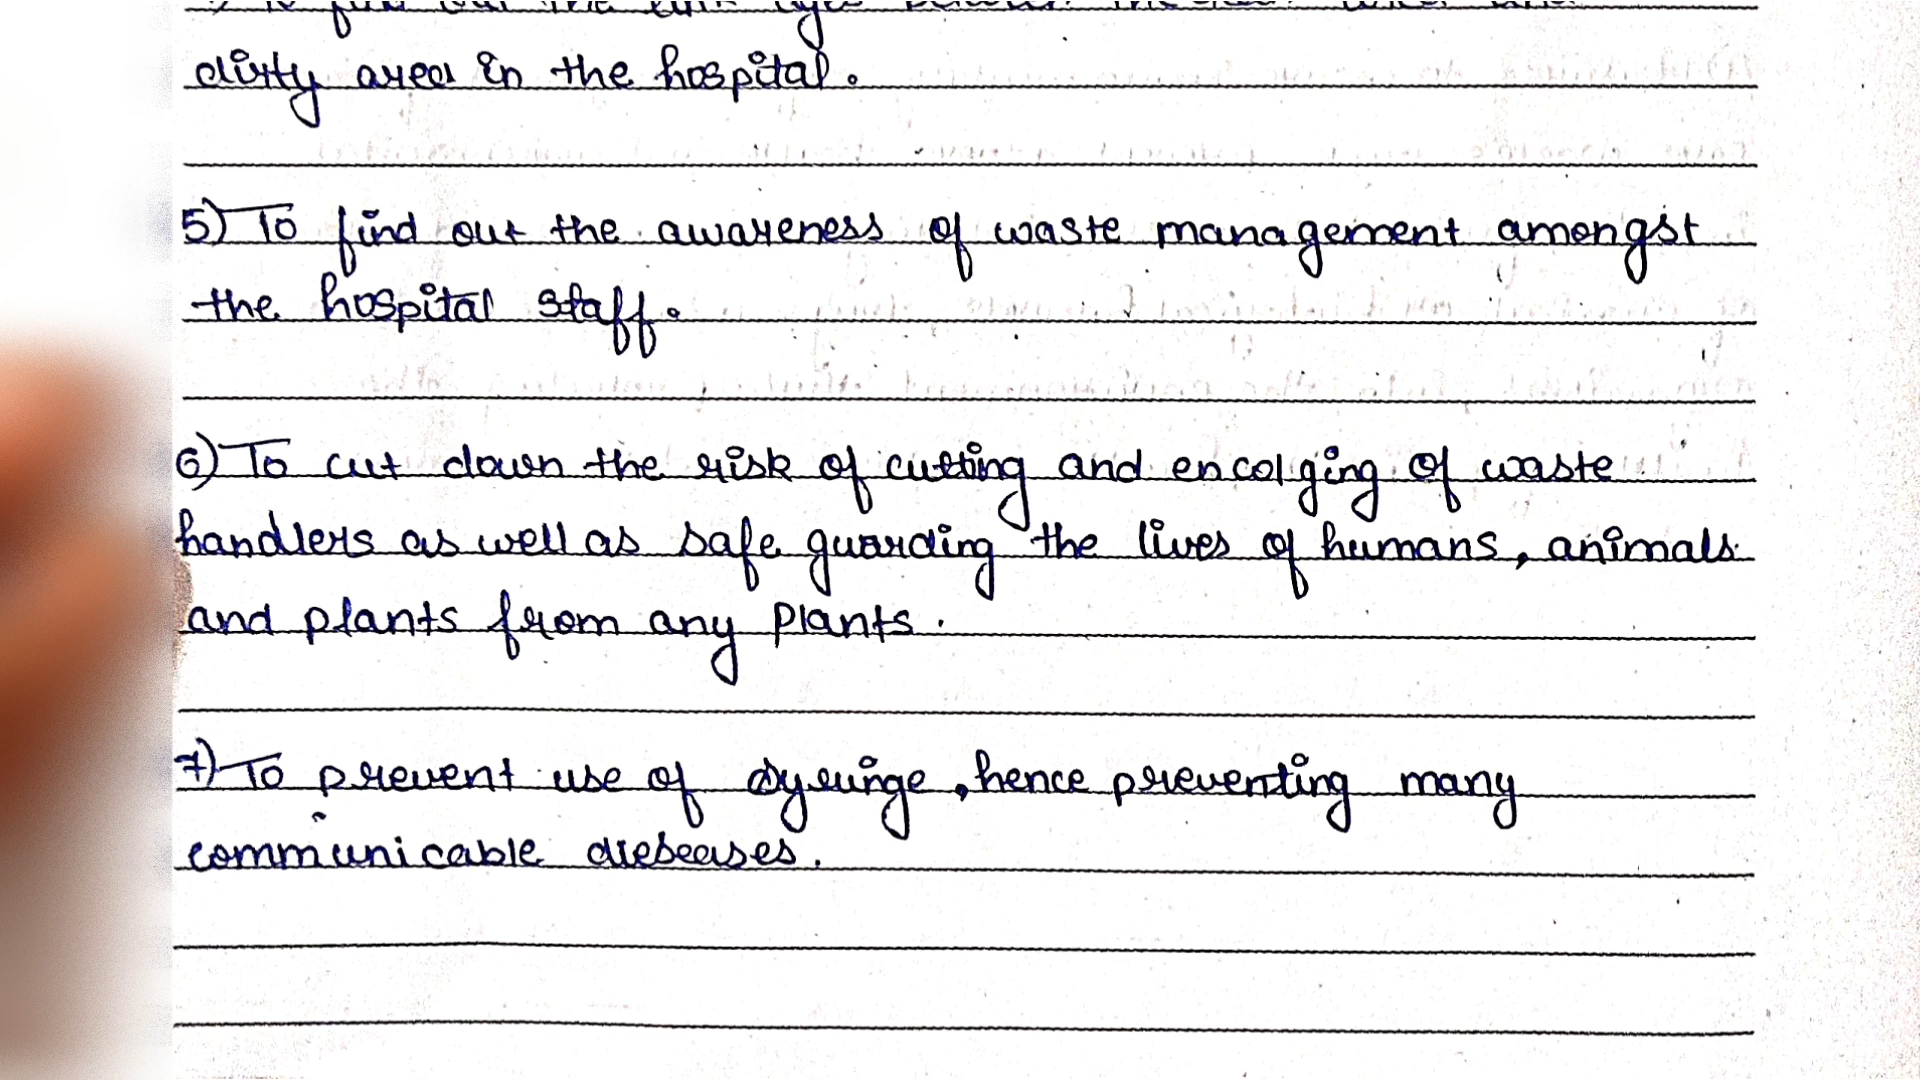 dirty area in the hospital.
5) To find out the awareness of waste management amongst
the hospital staff.
6) To cut down the risk of cutting and encolging of waste
handlers as well as safe guarding the lives of humans, animals
and plants from any Plants.
7) To prevent use of syringe, hence preventing many
communicable dieseases.